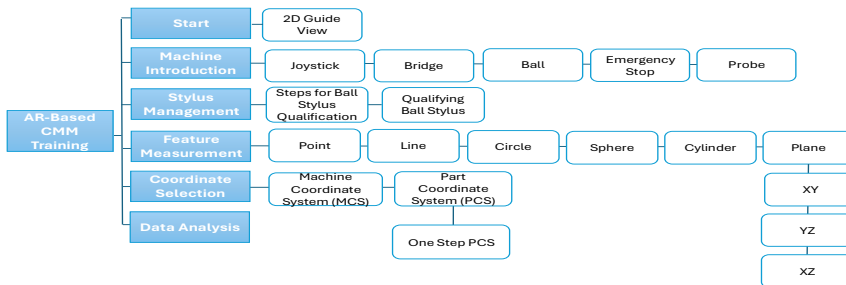 Start
2D Guide
View
Machine
Introduction
Joystick
Bridge
Ball
Emergency
Stop
Probe
AR-Based
CMM
Training
Stylus
Management
Steps for Ball
Stylus
Qualification
Qualifying
Ball Stylus
Feature
Measurement
Point
Line
Circle
Sphere
Cylinder
Plane
XY
YZ
XZ
Coordinate
Selection
Machine
Coordinate
System (MCS)
Part
Coordinate
System (PCS)
One Step PCS
Data Analysis